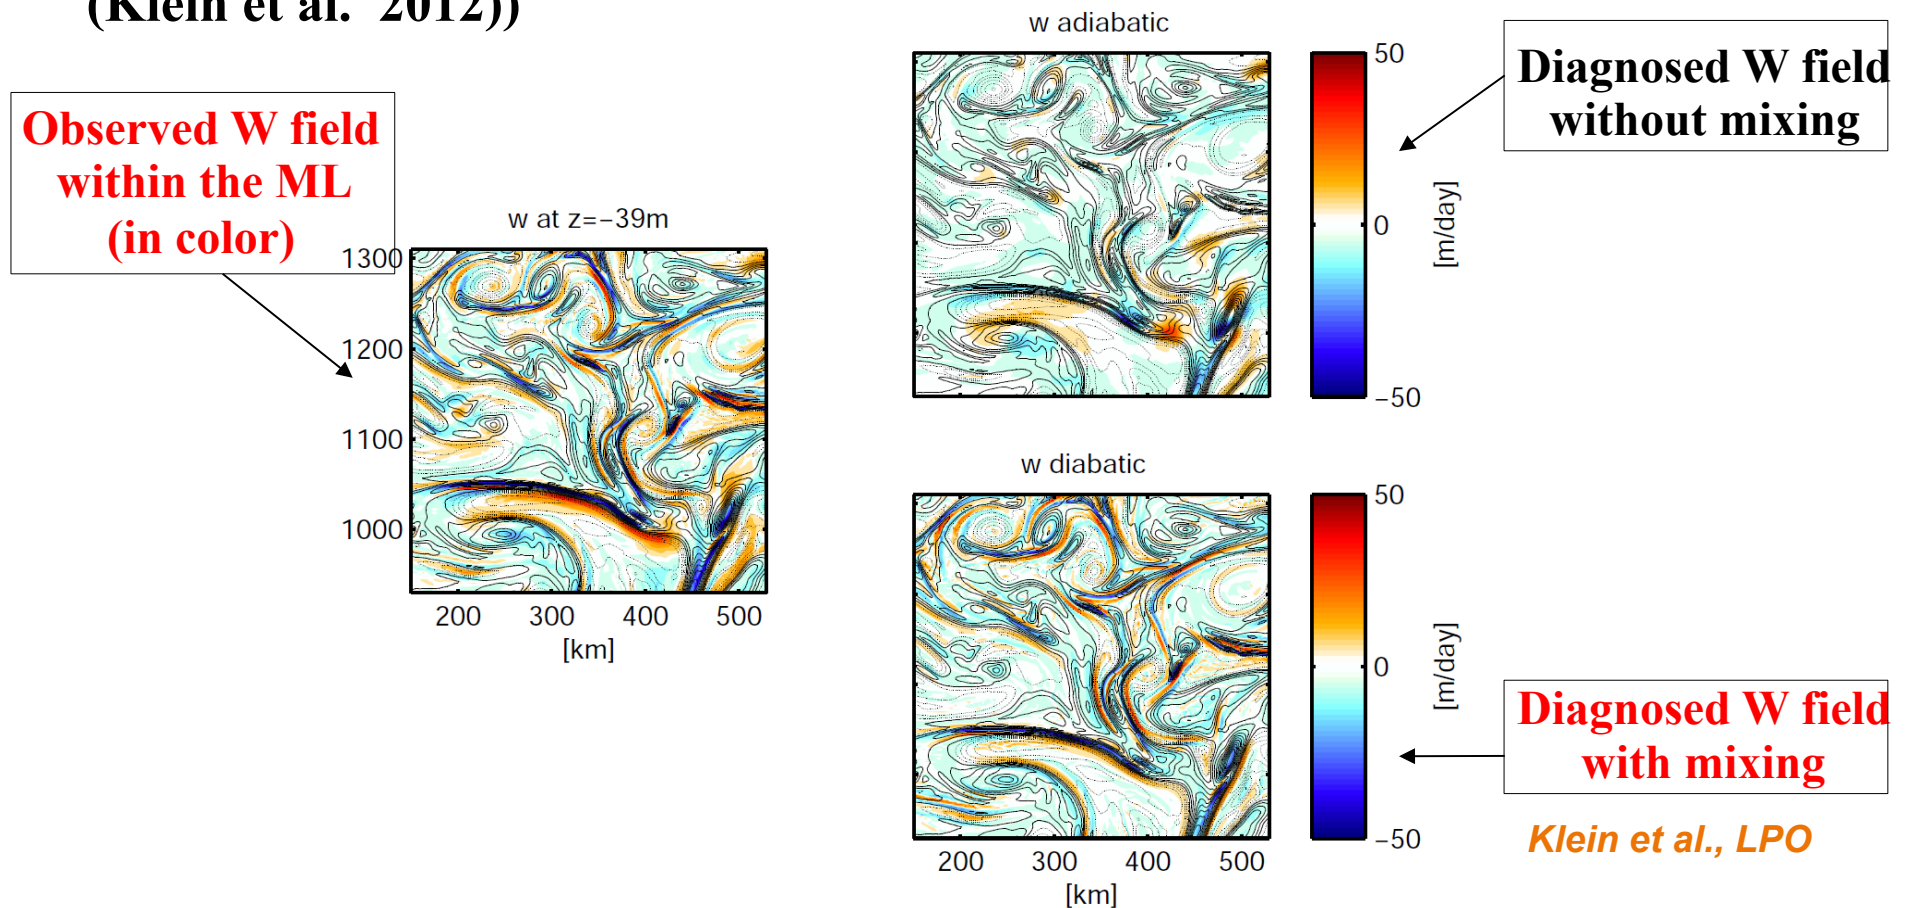 (Klein et al. 2012))
Observed W field
within the ML
(in color)
w at z=−39m
1300
1200
1100
1000
200 300 400 500
[km]
w adiabatic
50
0
−50
[m/day]
Diagnosed W field
without mixing
w diabatic
50
0
−50
[m/day]
200 300 400 500
[km]
Diagnosed W field
with mixing
Klein et al., LPO